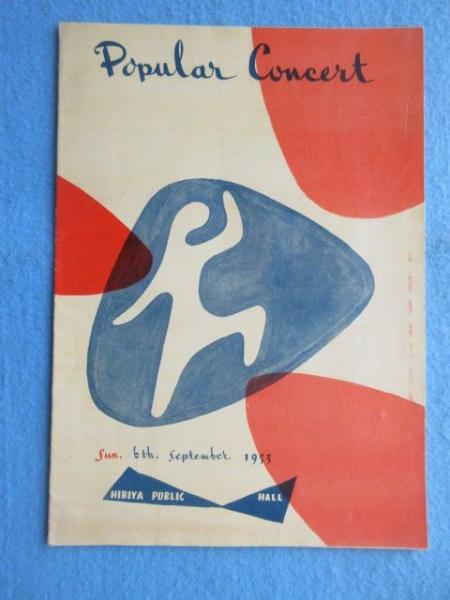 Popular Concert
Sun. 6th. September 1953
HIBIYA PUBLIC HALL